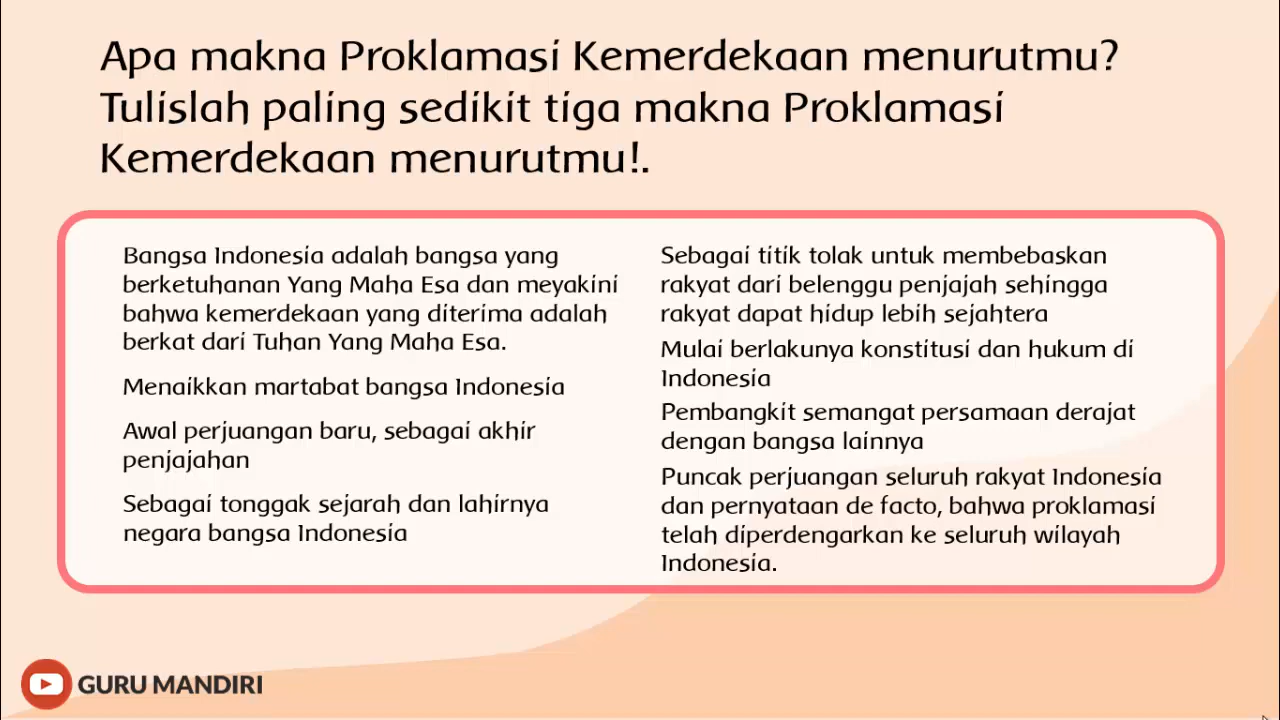 Apa makna Proklamasi Kemerdekaan menurutmu?
Tulislah paling sedikit tiga makna Proklamasi
Kemerdekaan menurutmu!.
Bangsa Indonesia adalah bangsa yang
berketuhanan Yang Maha Esa dan meyakini
bahwa kemerdekaan yang diterima adalah
berkat dari Tuhan Yang Maha Esa.
Menaikkan martabat bangsa Indonesia
Awal perjuangan baru, sebagai akhir
penjajahan
Sebagai tonggak sejarah dan lahirnya
negara bangsa Indonesia
Sebagai titik tolak untuk membebaskan
rakyat dari belenggu penjajah sehingga
rakyat dapat hidup lebih sejahtera
Mulai berlakunya konstitusi dan hukum di
Indonesia
Pembangkit semangat persamaan derajat
dengan bangsa lainnya
Puncak perjuangan seluruh rakyat Indonesia
dan pernyataan de facto, bahwa proklamasi
telah diperdengarkan ke seluruh wilayah
Indonesia.
GURU MANDIRI